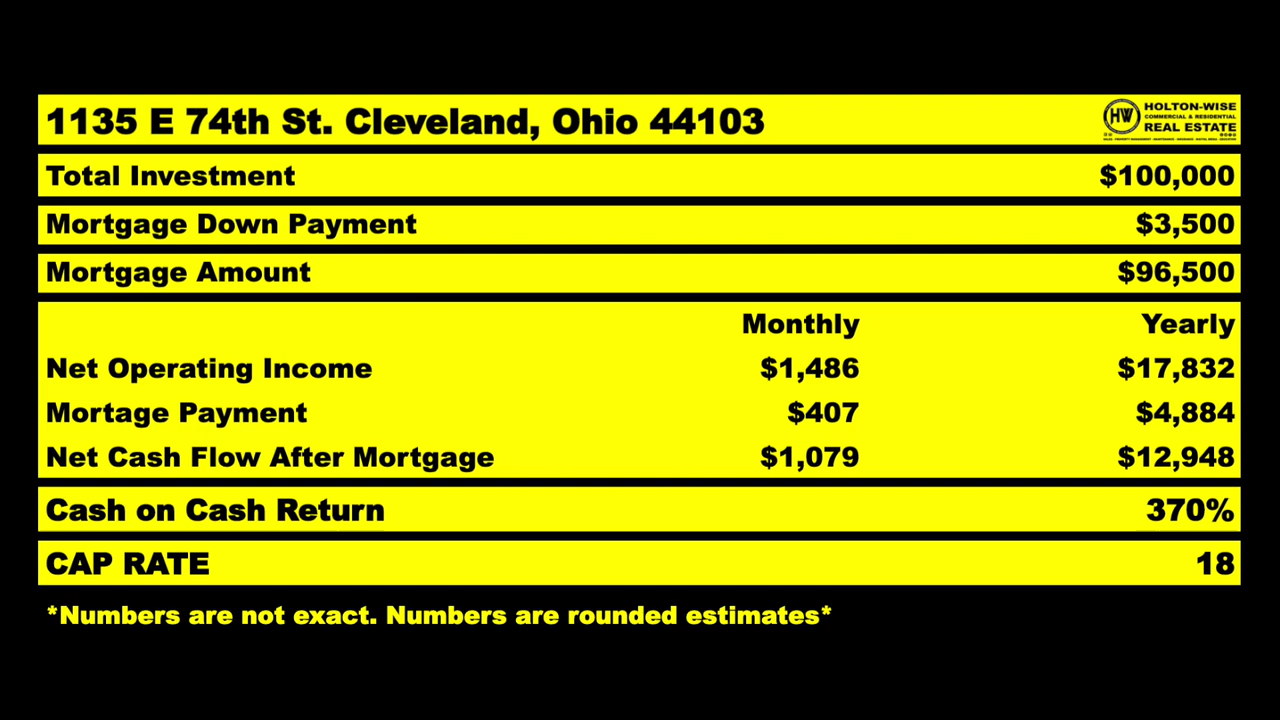 1135 E 74th St. Cleveland, Ohio 44103
HW
HOLTON-WISE
COMMERCIAL & RESIDENTIAL
REAL ESTATE
Total Investment $100,000
Mortgage Down Payment $3,500
Mortgage Amount $96,500
Monthly Yearly
Net Operating Income $1,486 $17,832
Mortage Payment $407 $4,884
Net Cash Flow After Mortgage $1,079 $12,948
Cash on Cash Return 370%
CAP RATE 18
*Numbers are not exact. Numbers are rounded estimates*